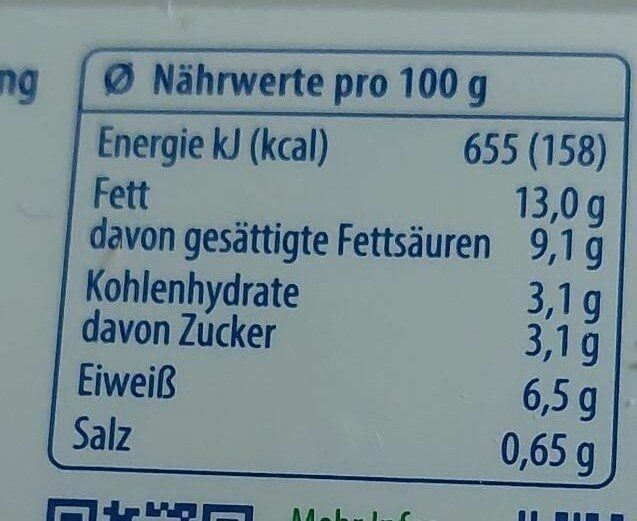 ng
Ø Nährwerte pro 100 g
Energie kJ (kcal) 655 (158)
Fett 13,0 g
davon gesättigte Fettsäuren 9,1 g
Kohlenhydrate 3,1 g
davon Zucker 3,1 g
Eiweiß 6,5 g
Salz 0,65 g